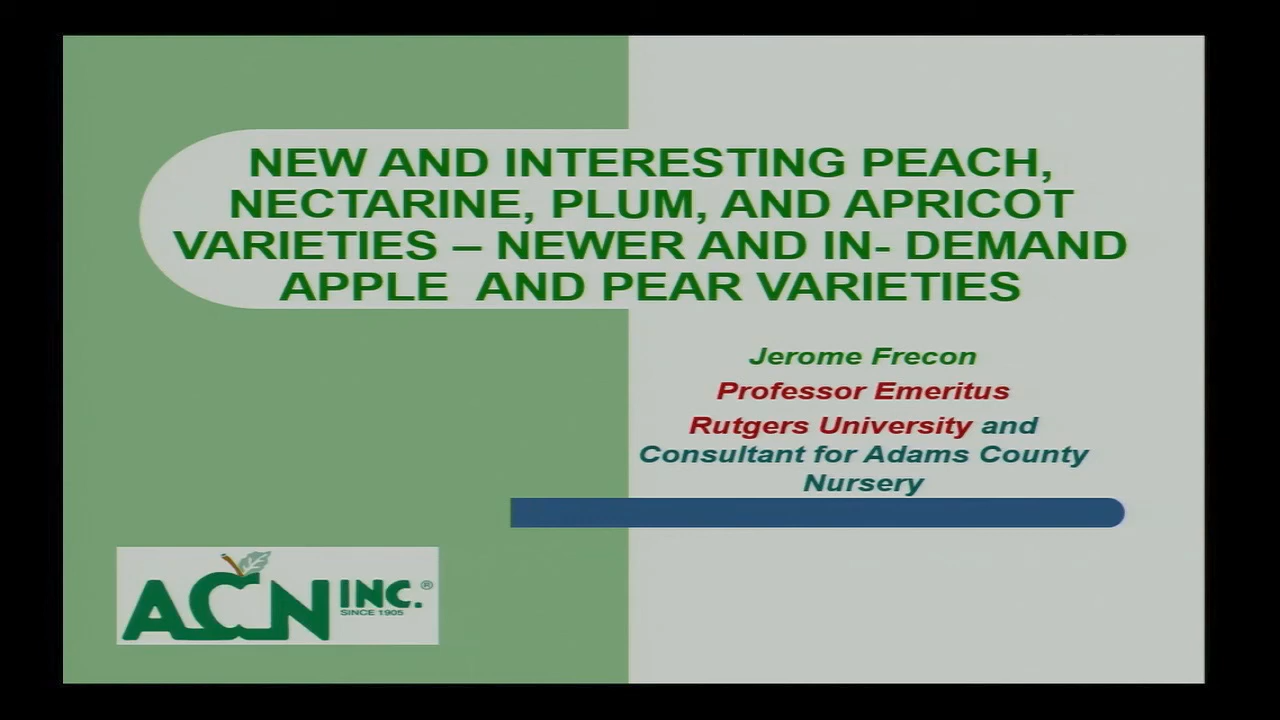 NEW AND INTERESTING PEACH,
NECTARINE, PLUM, AND APRICOT
VARIETIES – NEWER AND IN- DEMAND
APPLE  AND PEAR VARIETIES
Jerome Frecon
Professor Emeritus
Rutgers University and
Consultant for Adams County
Nursery
ACN INC.®
SINCE 1905